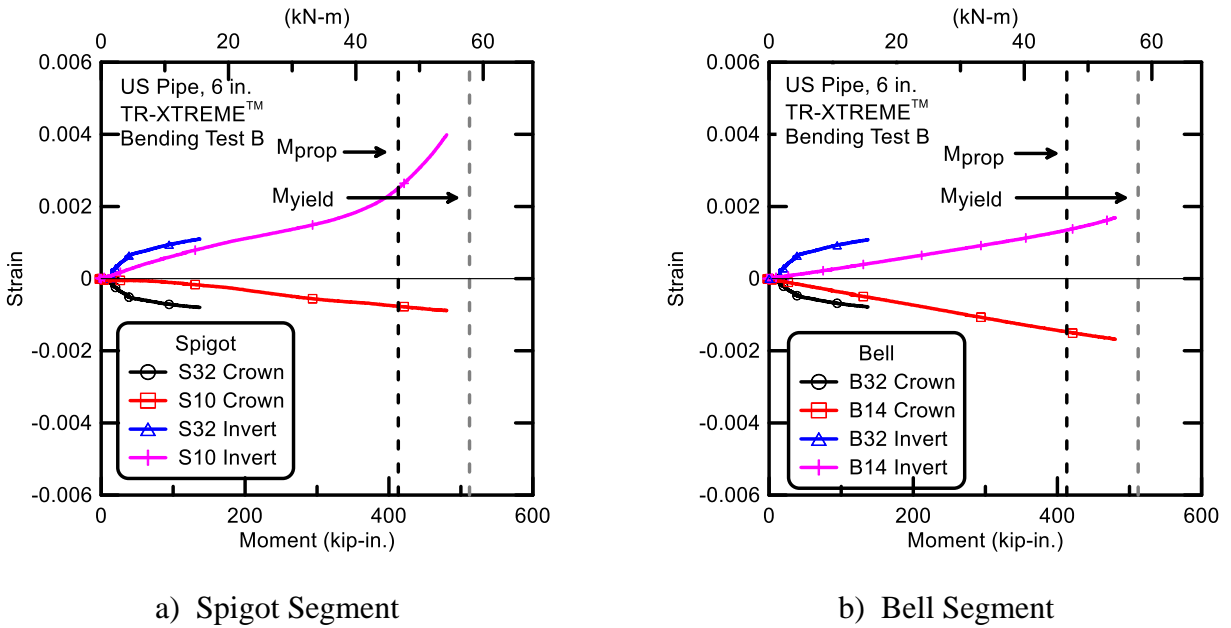 (kN-m)
0 20 40 60
0.006
0.004
0.002
0
-0.002
-0.004
-0.006
Strain
US Pipe, 6 in.
TR-XTREME™
Bending Test B
Mprop
Myield
Spigot
S32 Crown
S10 Crown
S32 Invert
S10 Invert
0 200 400 600
Moment (kip-in.)
a) Spigot Segment
(kN-m)
0 20 40 60
0.006
0.004
0.002
0
-0.002
-0.004
-0.006
Strain
US Pipe, 6 in.
TR-XTREME™
Bending Test B
Mprop
Myield
Bell
B32 Crown
B14 Crown
B32 Invert
B14 Invert
0 200 400 600
Moment (kip-in.)
b) Bell Segment